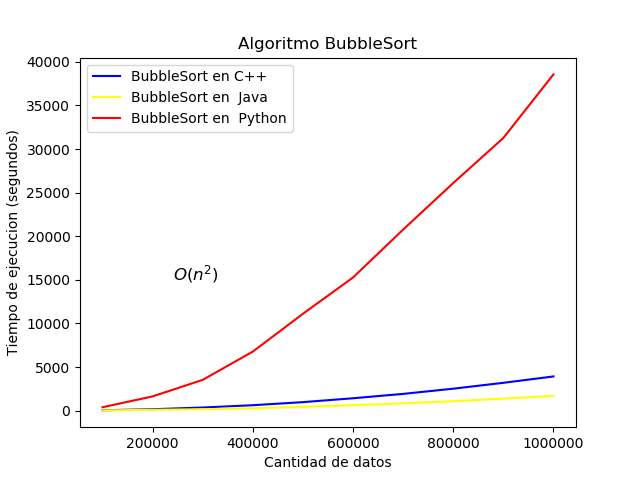 Algoritmo BubbleSort
BubbleSort en C++
BubbleSort en  Java
BubbleSort en  Python
O(n²)
Tiempo de ejecucion (segundos)
40000
35000
30000
25000
20000
15000
10000
5000
0
200000 400000 600000 800000 1000000
Cantidad de datos